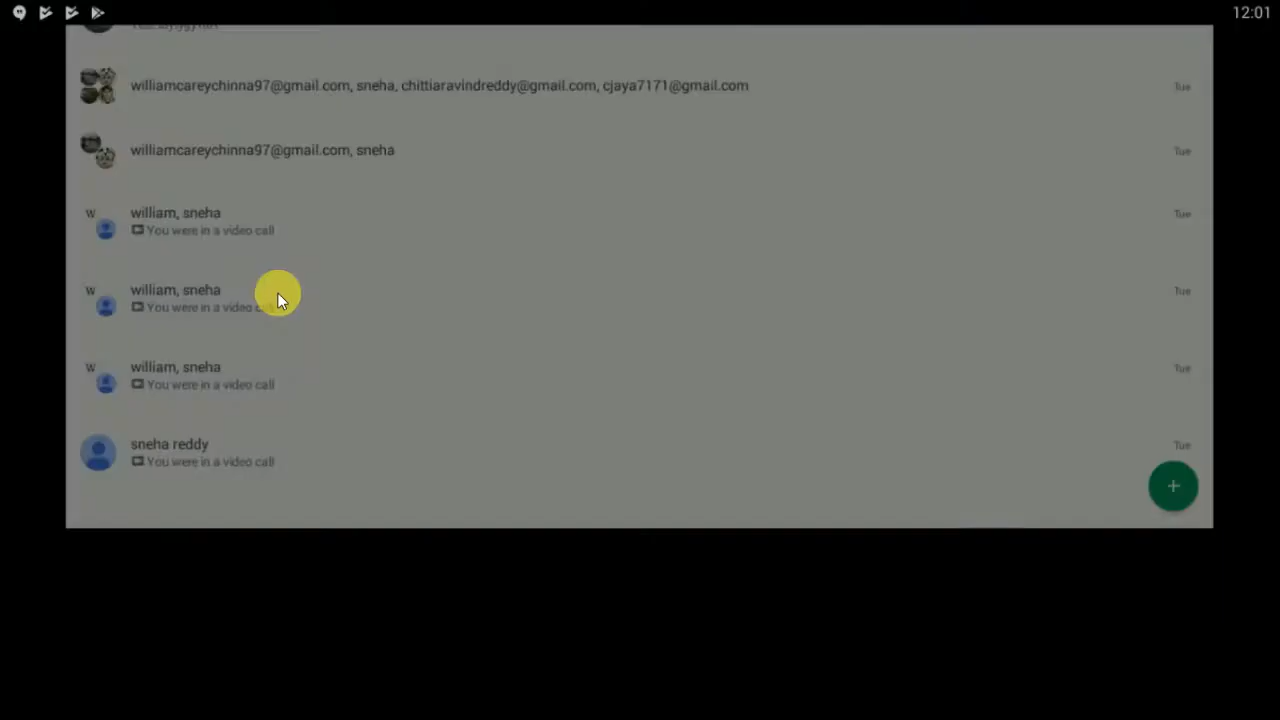 12:01
williamcareychinna97@gmail.com, sneha, chittiaravindreddy@gmail.com, cjaya7171@gmail.com
Tue
williamcareychinna97@gmail.com, sneha
Tue
W
william, sneha
Tue
You were in a video call
W
william, sneha
Tue
You were in a video call
W
william, sneha
Tue
You were in a video call
sneha reddy
Tue
You were in a video call
+